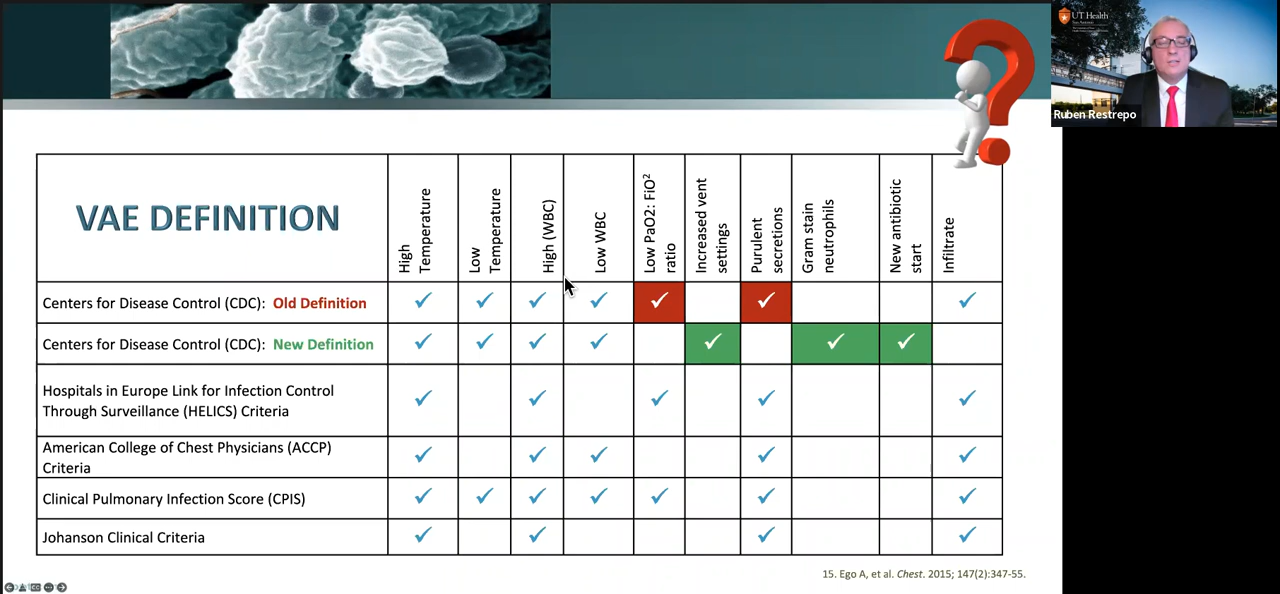 UT Health
San Antonio
Ruben Restrepo
VAE DEFINITION
High
Temperature
Low
Temperature
High (WBC)
Low WBC
Low PaO2: FiO²
ratio
Increased vent
settings
Purulent
secretions
Gram stain
neutrophils
New antibiotic
start
Infiltrate
Centers for Disease Control (CDC): Old Definition
✓ ✓ ✓ ✓ ✓ ✓ ✓
Centers for Disease Control (CDC): New Definition
✓ ✓ ✓ ✓ ✓ ✓ ✓
Hospitals in Europe Link for Infection Control
Through Surveillance (HELICS) Criteria
✓ ✓ ✓ ✓ ✓
American College of Chest Physicians (ACCP)
Criteria
✓ ✓ ✓ ✓ ✓
Clinical Pulmonary Infection Score (CPIS)
✓ ✓ ✓ ✓ ✓ ✓ ✓
Johanson Clinical Criteria
✓ ✓ ✓ ✓
15. Ego A, et al. Chest. 2015; 147(2):347-55.